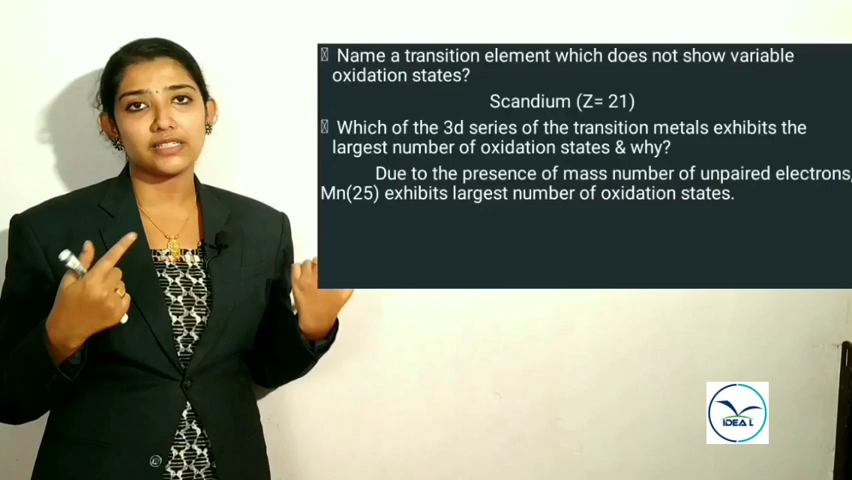 Name a transition element which does not show variable
oxidation states?
Scandium (Z= 21)
Which of the 3d series of the transition metals exhibits the
largest number of oxidation states & why?
Due to the presence of mass number of unpaired electrons,
Mn(25) exhibits largest number of oxidation states.
IDEAL